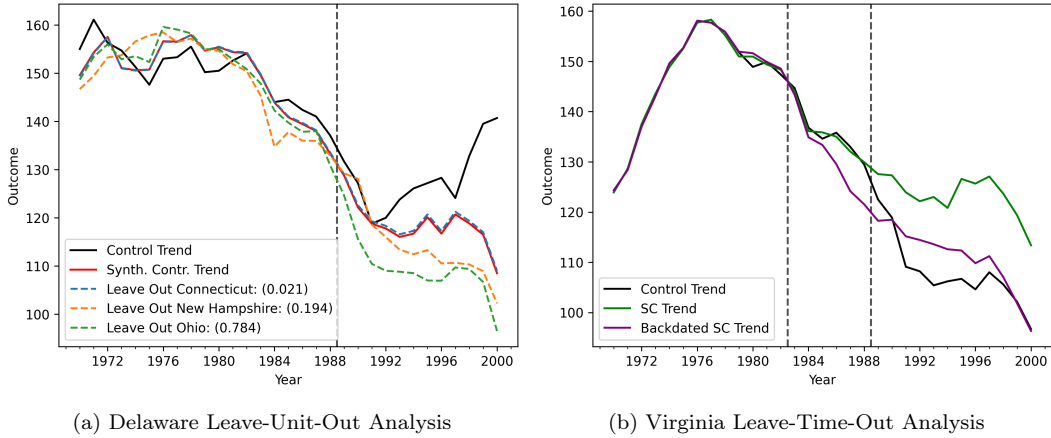 160
150
140
130
120
110
100
Outcome
Control Trend
Synth. Contr. Trend
Leave Out Connecticut: (0.021)
Leave Out New Hampshire: (0.194)
Leave Out Ohio: (0.784)
1972 1976 1980 1984 1988 1992 1996 2000
Year
(a) Delaware Leave-Unit-Out Analysis
160
150
140
130
120
110
100
Outcome
Control Trend
SC Trend
Backdated SC Trend
1972 1976 1980 1984 1988 1992 1996 2000
Year
(b) Virginia Leave-Time-Out Analysis